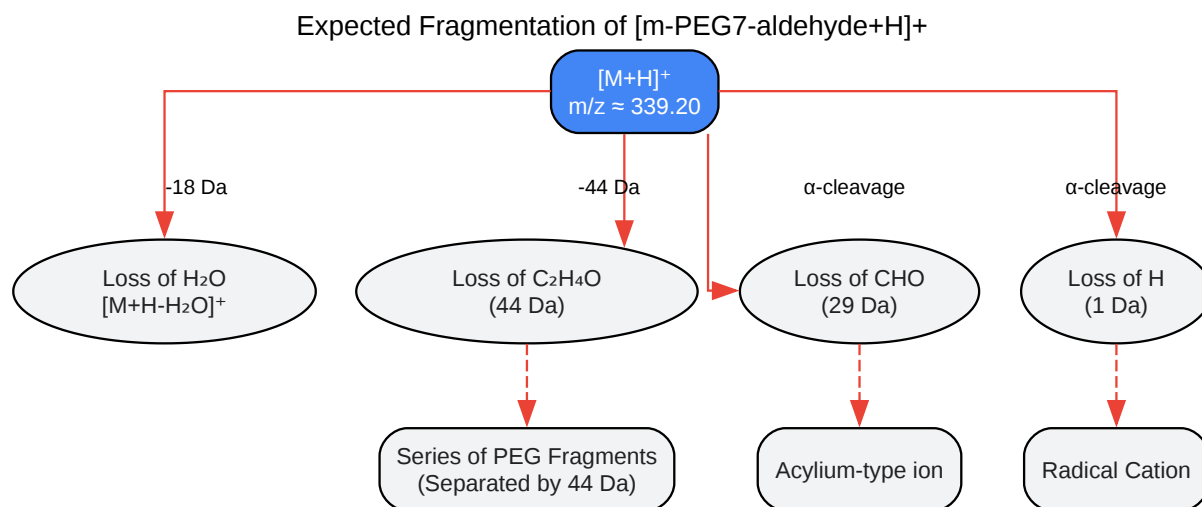 Expected Fragmentation of [m-PEG7-aldehyde+H]+
[M+H]⁺
m/z ≈ 339.20
-18 Da
-44 Da
α-cleavage
α-cleavage
Loss of H₂O
[M+H-H₂O]⁺
Loss of C₂H₄O
(44 Da)
Loss of CHO
(29 Da)
Loss of H
(1 Da)
Series of PEG Fragments
(Separated by 44 Da)
Acylium-type ion
Radical Cation